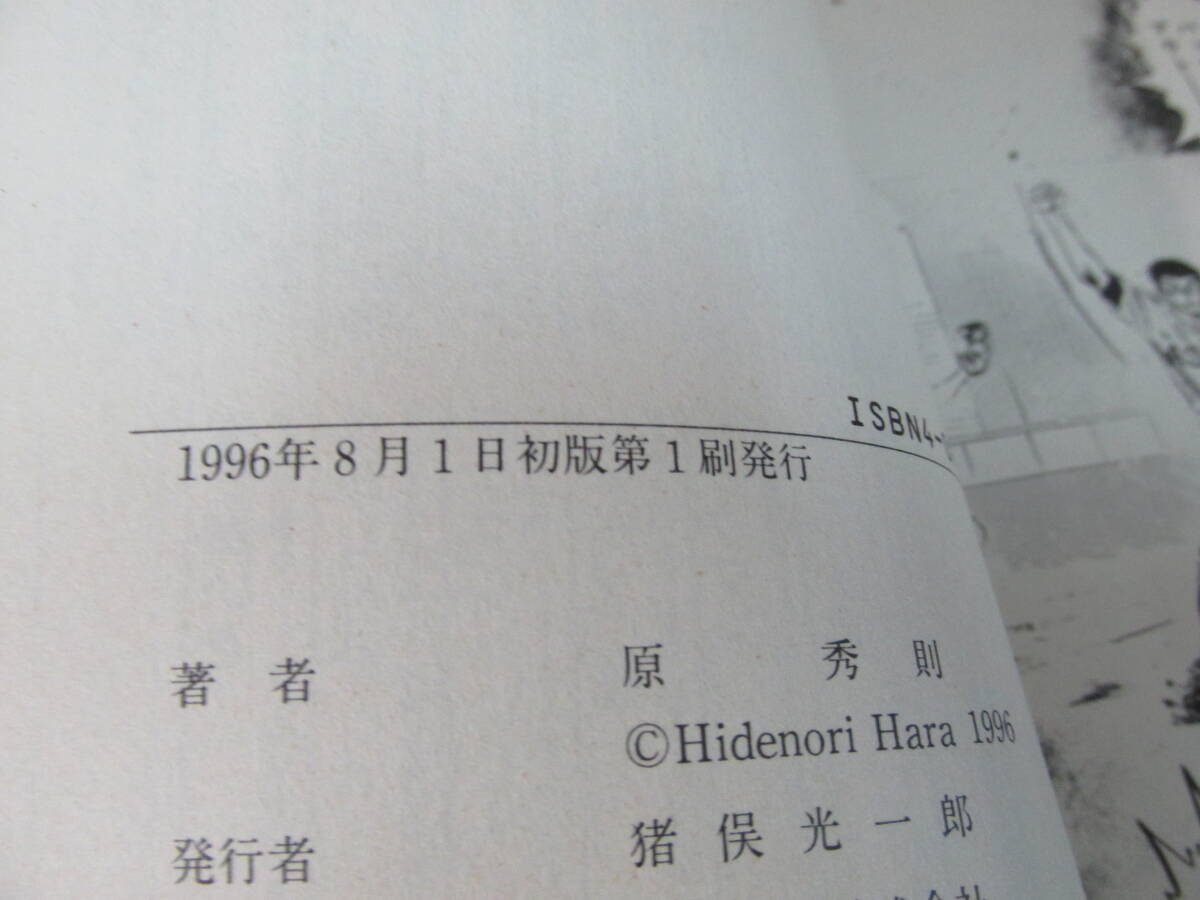 ISBN4-
1996年8月1日初版第1刷発行
著者 原 秀則
©Hidenori Hara 1996
発行者 猪俣光一郎